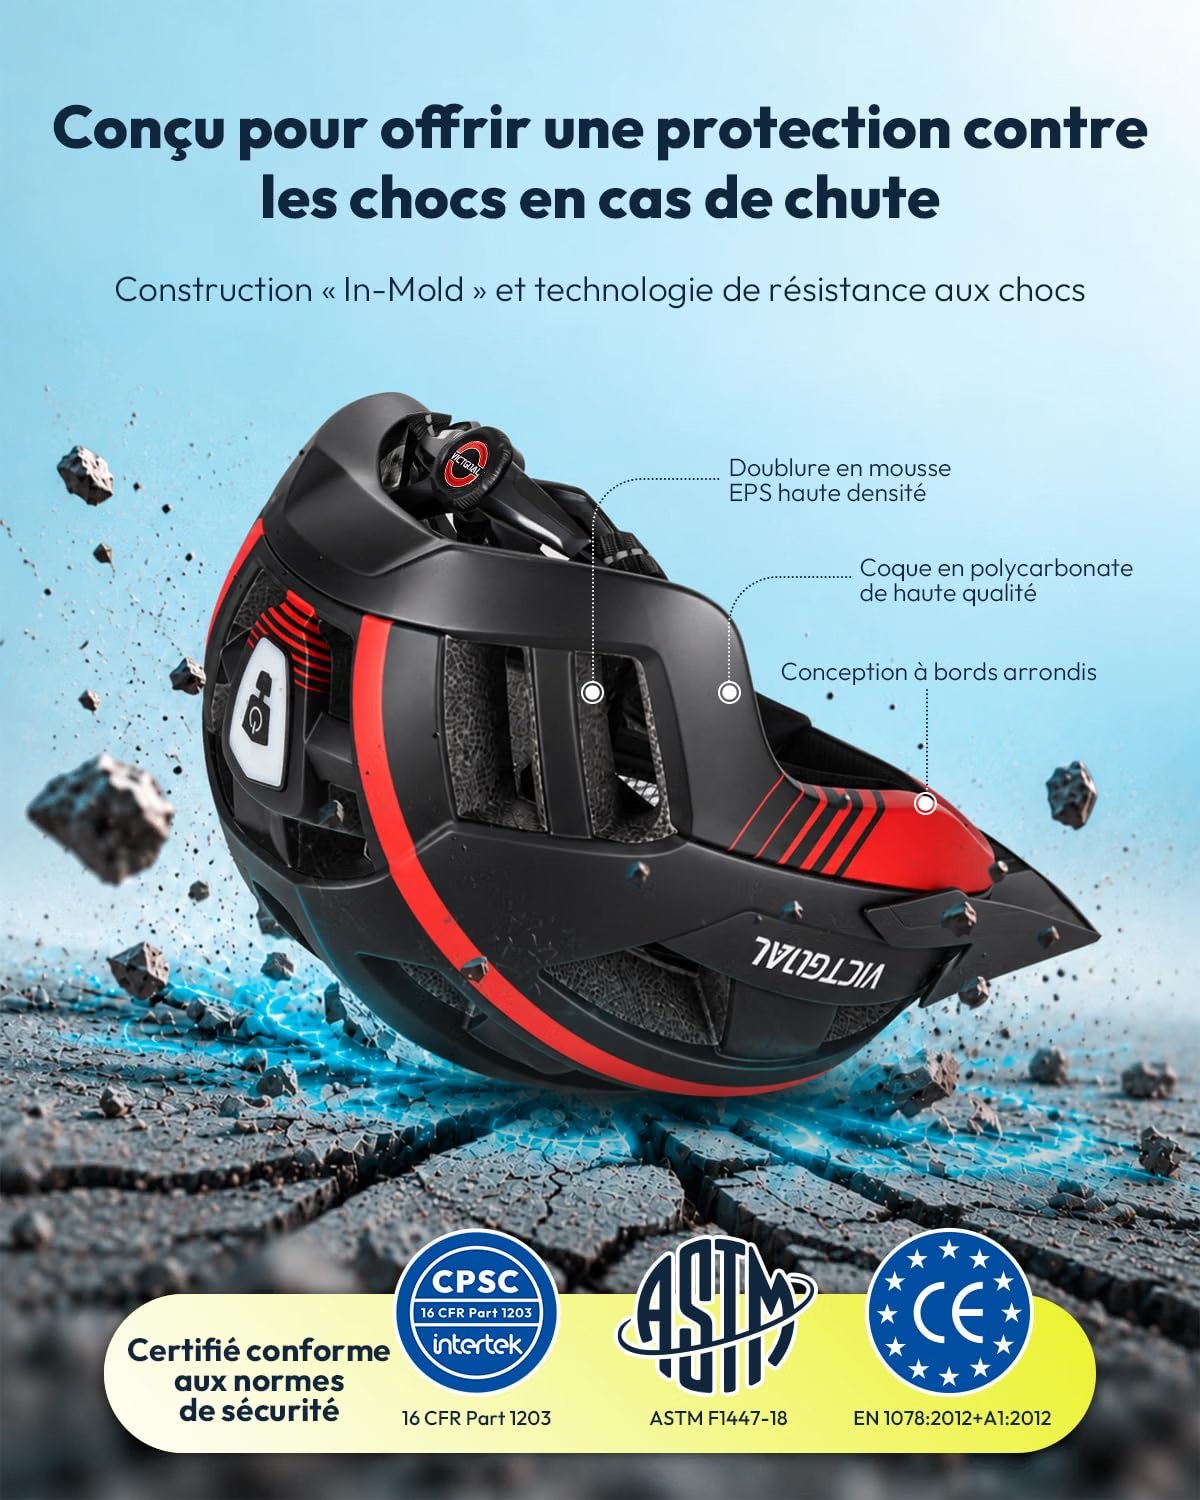 Conçu pour offrir une protection contre
les chocs en cas de chute
Construction « In-Mold » et technologie de résistance aux chocs
VICTGOAL
Doublure en mousse
EPS haute densité
Coque en polycarbonate
de haute qualité
Conception à bords arrondis
VICTGOAL
Certifié conforme
aux normes
de sécurité
CPSC
16 CFR Part 1203
intertek
16 CFR Part 1203
ASTM
ASTM F1447-18
CE
EN 1078:2012+A1:2012